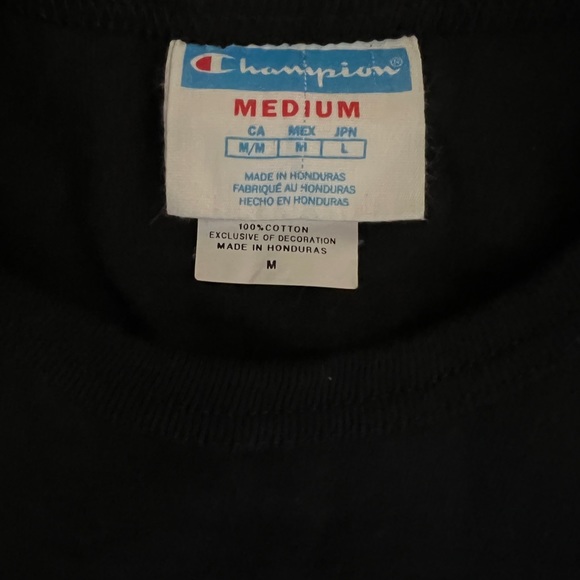 Champion®
MEDIUM
CA MEX JPN
M/M M L
MADE IN HONDURAS
FABRIQUÉ AU HONDURAS
HECHO EN HONDURAS
100% COTTON
EXCLUSIVE OF DECORATION
MADE IN HONDURAS
M